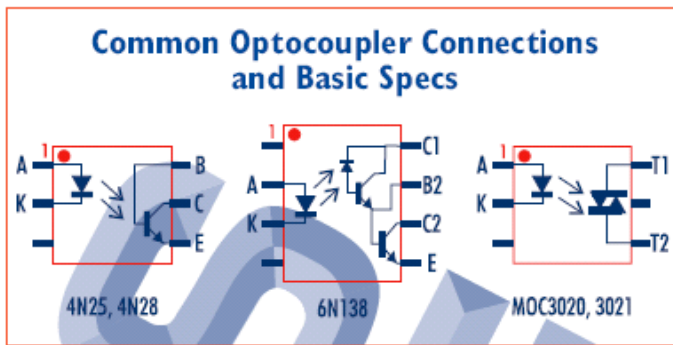 Common Optocoupler Connections
and Basic Specs
1
A
K
B
C
E
4N25, 4N28
1
A
K
C1
B2
C2
E
6N138
1
A
K
T1
T2
MOC3020, 3021